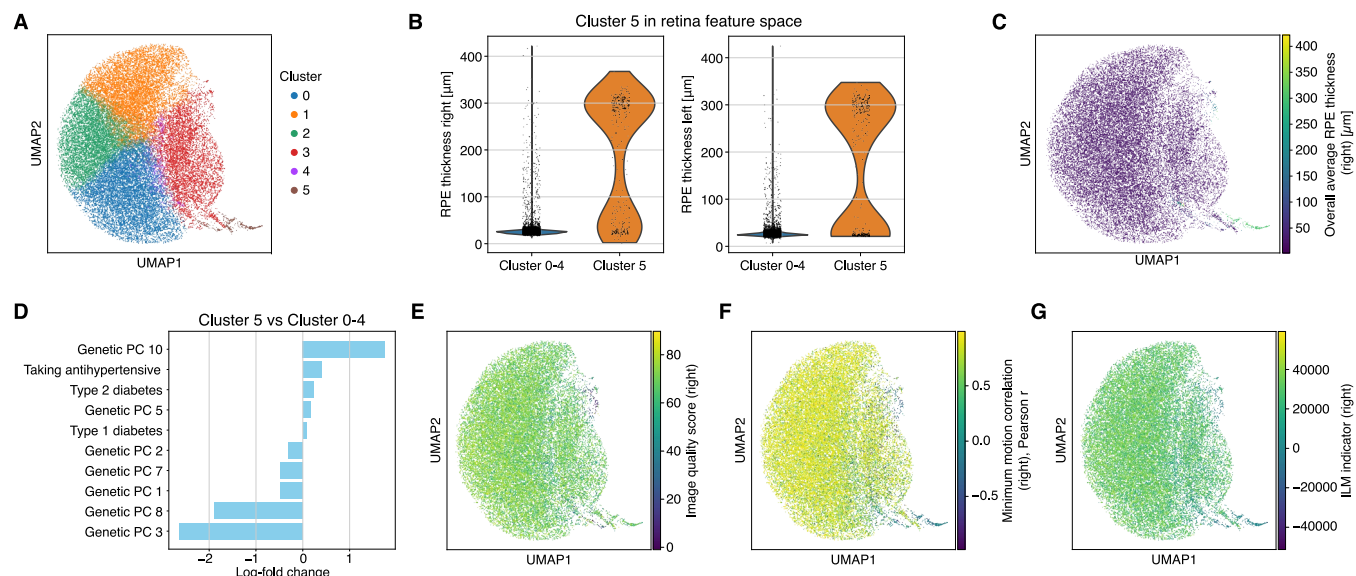 A
UMAP2
UMAP1
Cluster
0
1
2
3
4
5
B
Cluster 5 in retina feature space
RPE thickness right [µm]
400
300
200
100
0
Cluster 0-4
Cluster 5
RPE thickness left [µm]
400
300
200
100
0
Cluster 0-4
Cluster 5
C
UMAP2
UMAP1
400
350
300
250
200
150
100
50
Overall average RPE thickness
(right) [µm]
D
Cluster 5 vs Cluster 0-4
Genetic PC 10
Taking antihypertensive
Type 2 diabetes
Genetic PC 5
Type 1 diabetes
Genetic PC 2
Genetic PC 7
Genetic PC 1
Genetic PC 8
Genetic PC 3
−2
−1
0
1
Log-fold change
E
UMAP2
UMAP1
80
60
40
20
0
Image quality score (right)
F
UMAP2
UMAP1
0.5
0.0
−0.5
Minimum motion correlation
(right), Pearson r
G
UMAP2
UMAP1
40000
20000
0
−20000
−40000
ILM indicator (right)